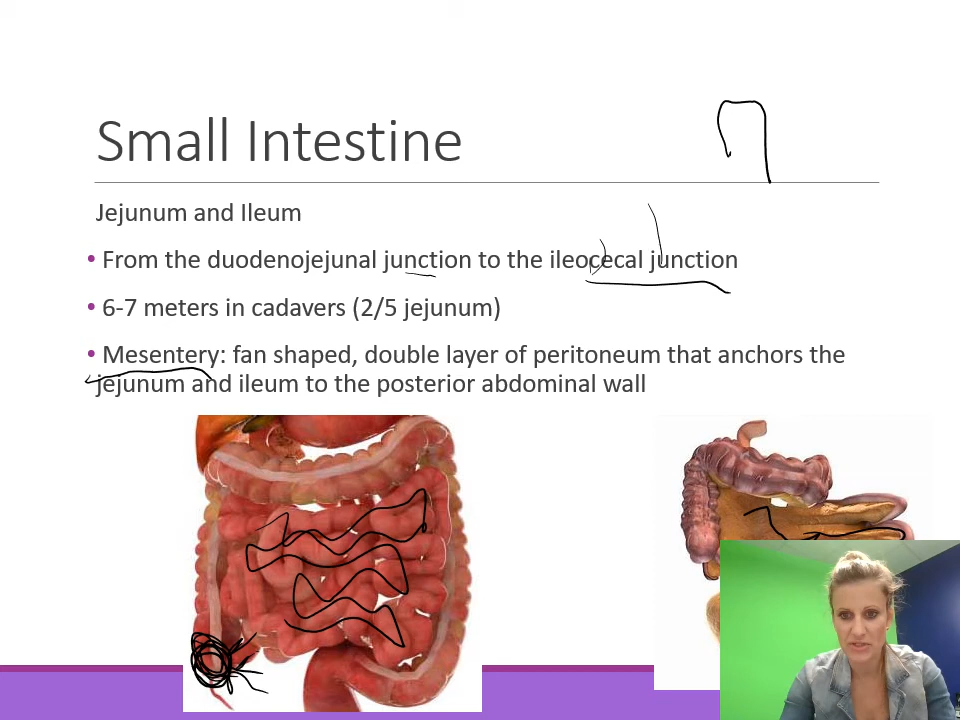 Small Intestine
Jejunum and Ileum
• From the duodenojejunal junction to the ileocecal junction
• 6-7 meters in cadavers (2/5 jejunum)
• Mesentery: fan shaped, double layer of peritoneum that anchors the
jejunum and ileum to the posterior abdominal wall